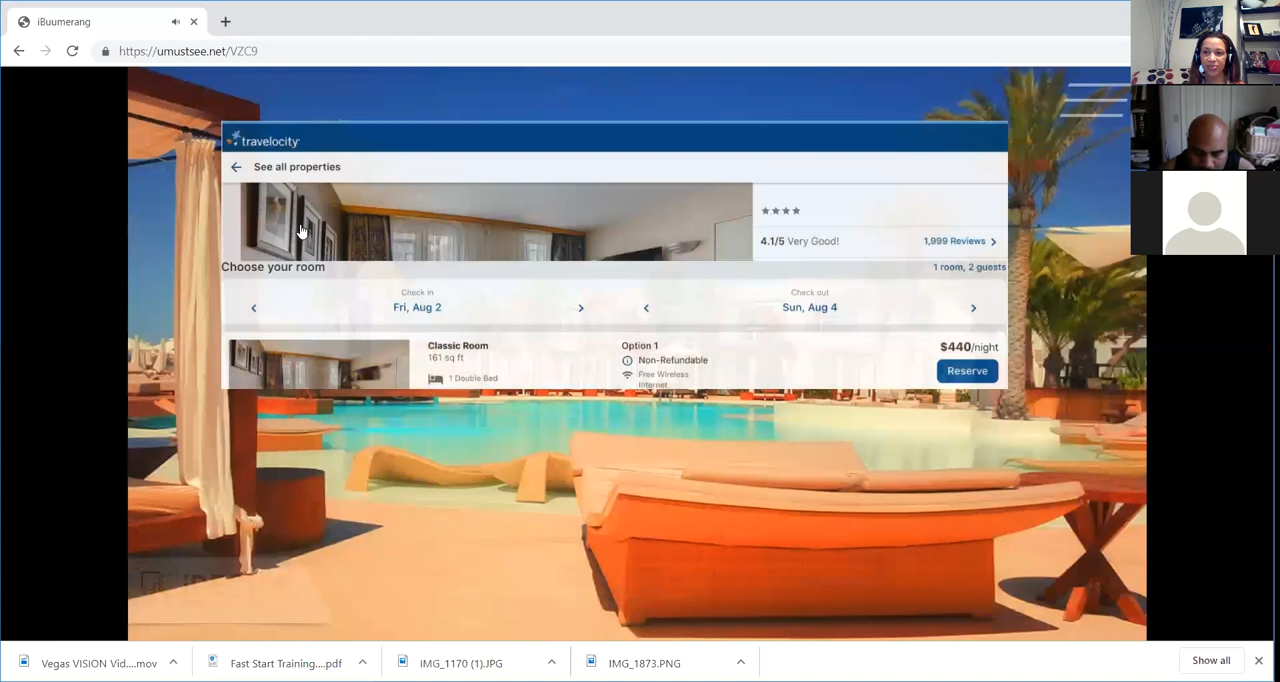 iBuumerang
https://umustsee.net/VZC9
travelocity
See all properties
4.1/5 Very Good!
1,999 Reviews
Choose your room
1 room, 2 guests
Check in
Fri, Aug 2
Check out
Sun, Aug 4
Classic Room
161 sq ft
1 Double Bed
Option 1
Non-Refundable
Free Wireless
Internet
$440/night
Reserve
Vegas VISION Vid....mov
Fast Start Training....pdf
IMG_1170 (1).JPG
IMG_1873.PNG
Show all